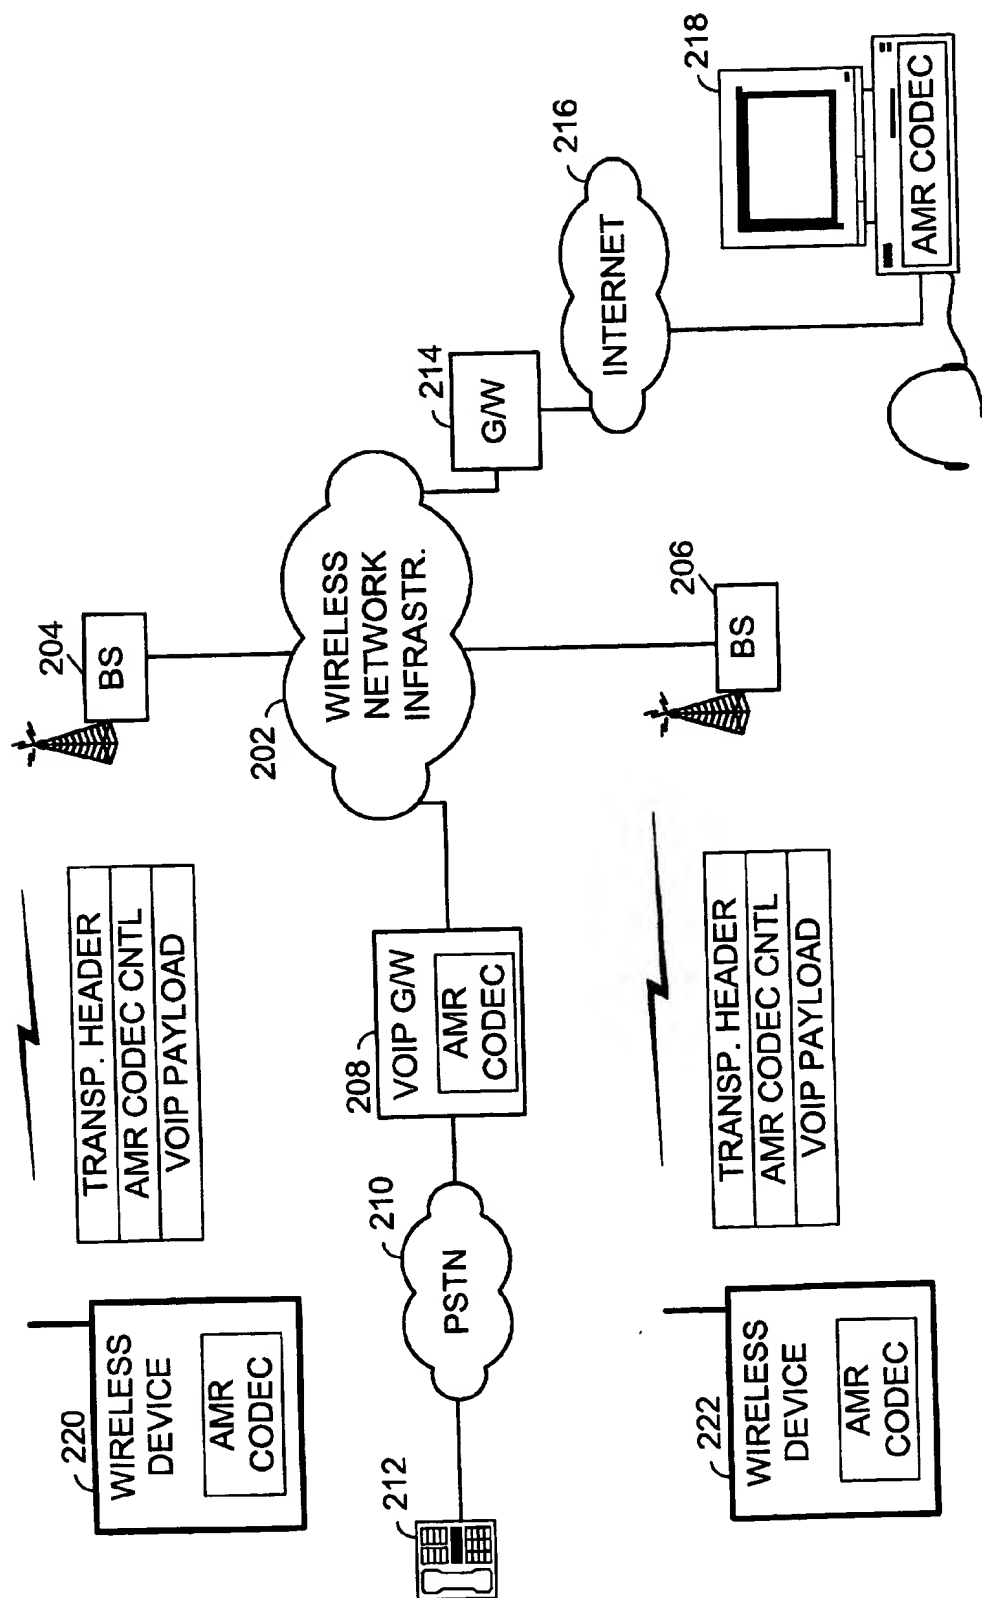 220
WIRELESS
DEVICE
AMR
CODEC
TRANSP. HEADER
AMR CODEC CNTL
VOIP PAYLOAD
204
BS
212
210
PSTN
208
VOIP G/W
AMR
CODEC
202
WIRELESS
NETWORK
INFRASTR.
214
G/W
216
INTERNET
218
AMR CODEC
222
WIRELESS
DEVICE
AMR
CODEC
TRANSP. HEADER
AMR CODEC CNTL
VOIP PAYLOAD
206
BS